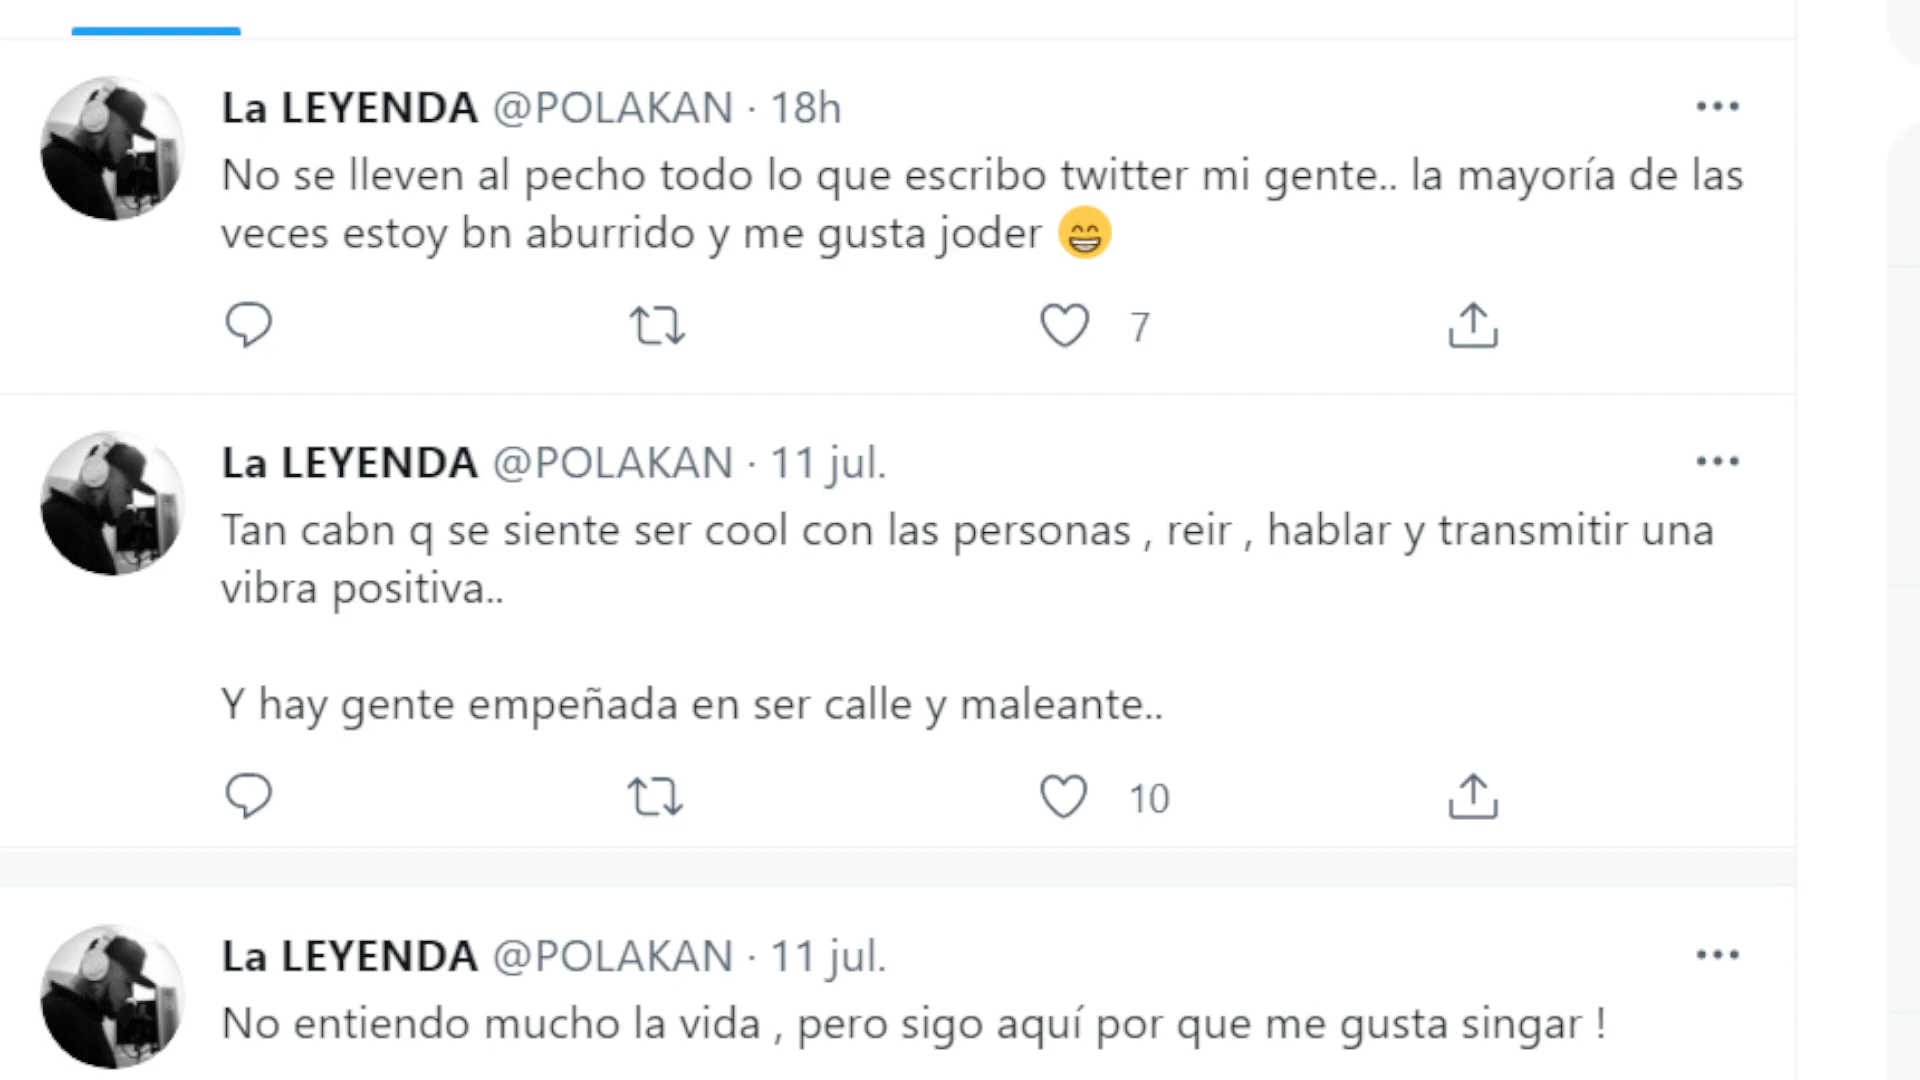 La LEYENDA @POLAKAN · 18h
No se lleven al pecho todo lo que escribo twitter mi gente.. la mayoría de las
veces estoy bn aburrido y me gusta joder 😁
7
La LEYENDA @POLAKAN · 11 jul.
Tan cabn q se siente ser cool con las personas , reir , hablar y transmitir una
vibra positiva..
Y hay gente empeñada en ser calle y maleante..
10
La LEYENDA @POLAKAN · 11 jul.
No entiendo mucho la vida , pero sigo aquí por que me gusta singar !